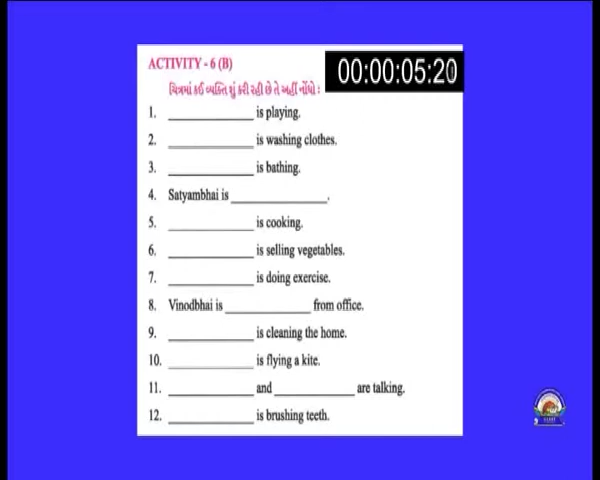 ACTIVITY - 6 (B)
00:00:05:20
ચિત્રમાં કઈ વ્યક્તિ શું કરી રહી છે તે અહીં નોંધો :
1. ____________ is playing.
2. ____________ is washing clothes.
3. ____________ is bathing.
4. Satyambhai is ______________.
5. ____________ is cooking.
6. ____________ is selling vegetables.
7. ____________ is doing exercise.
8. Vinodbhai is ____________ from office.
9. ____________ is cleaning the home.
10. ____________ is flying a kite.
11. ____________ and ____________ are talking.
12. ____________ is brushing teeth.